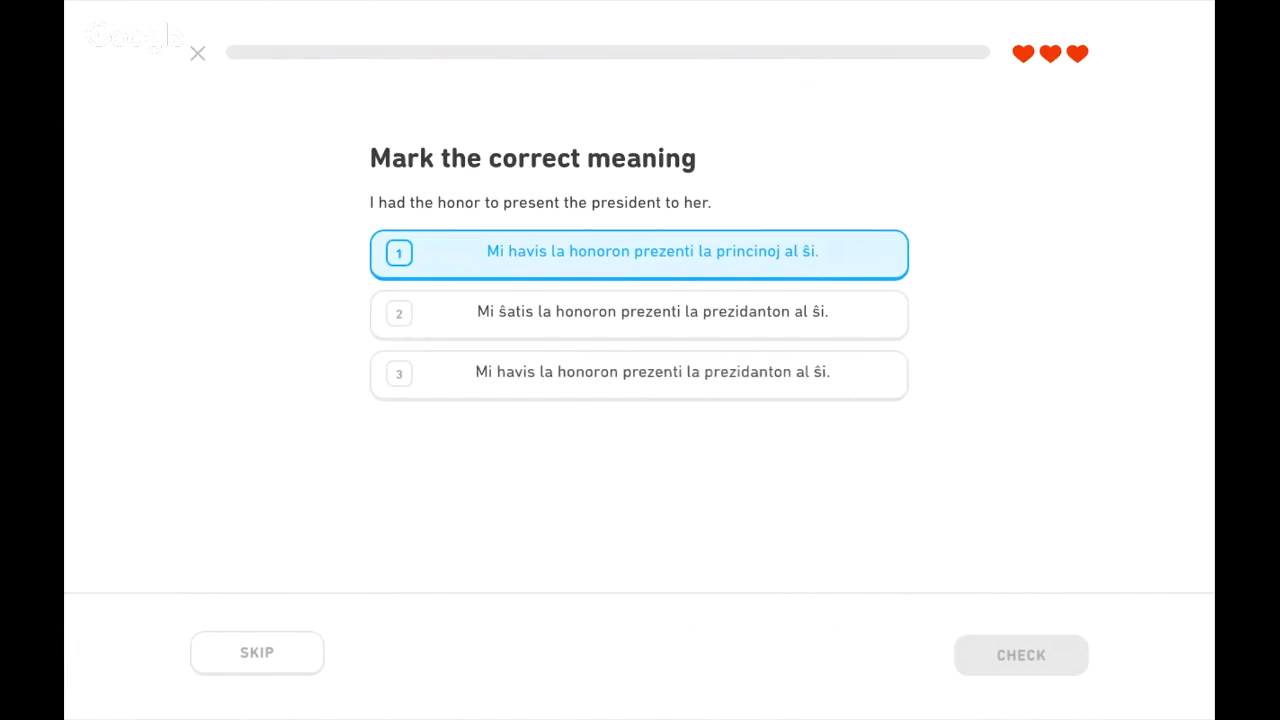 Google
Mark the correct meaning
I had the honor to present the president to her.
1 Mi havis la honoron prezenti la princinoj al ŝi.
2 Mi ŝatis la honoron prezenti la prezidanton al ŝi.
3 Mi havis la honoron prezenti la prezidanton al ŝi.
SKIP CHECK